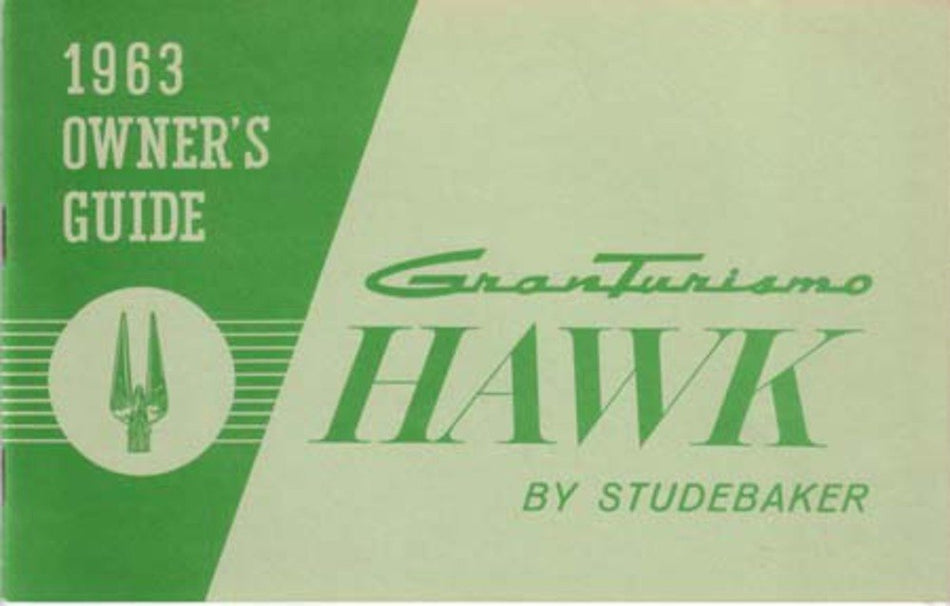 1963
OWNER'S
GUIDE
GranTurismo
HAWK
BY STUDEBAKER